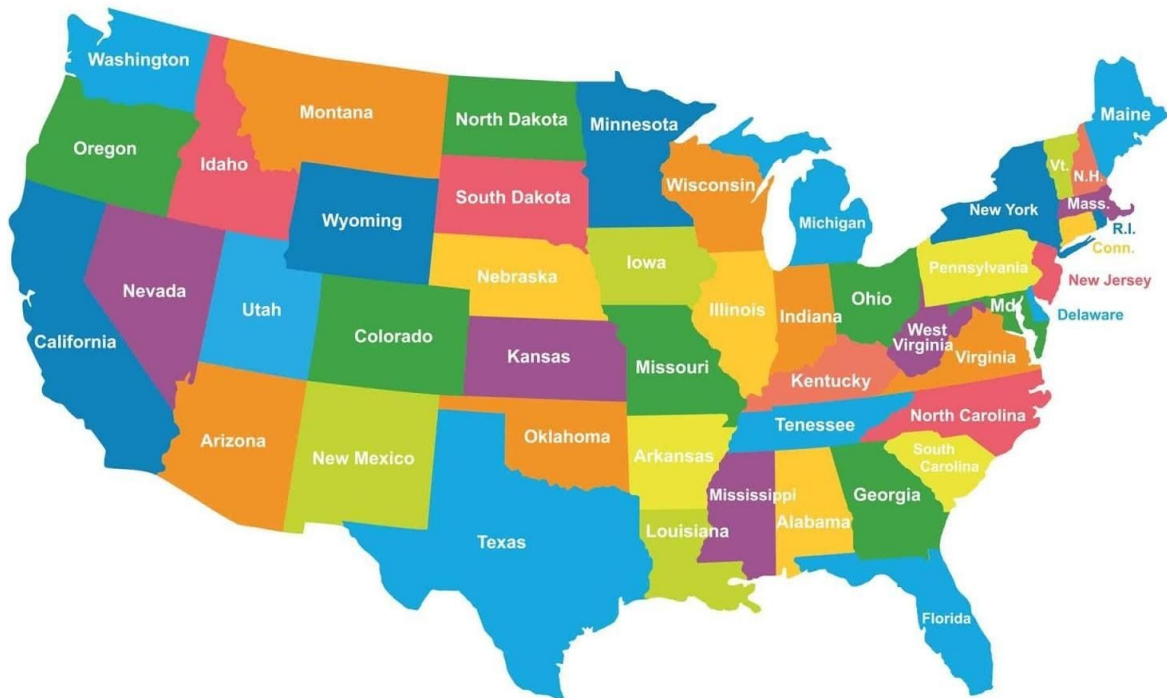 Washington
Montana
North Dakota
Minnesota
Maine
Oregon
Idaho
Vt.
N.H.
South Dakota
Wisconsin
Wyoming
Michigan
New York
Mass.
R.I.
Conn.
Iowa
Nebraska
Pennsylvania
New Jersey
Nevada
Utah
Illinois
Indiana
Ohio
Md.
Delaware
California
Colorado
Kansas
Missouri
West
Virginia
Virginia
Kentucky
Arizona
New Mexico
Oklahoma
Arkansas
Tennessee
North Carolina
South
Carolina
Mississippi
Alabama
Georgia
Texas
Louisiana
Florida